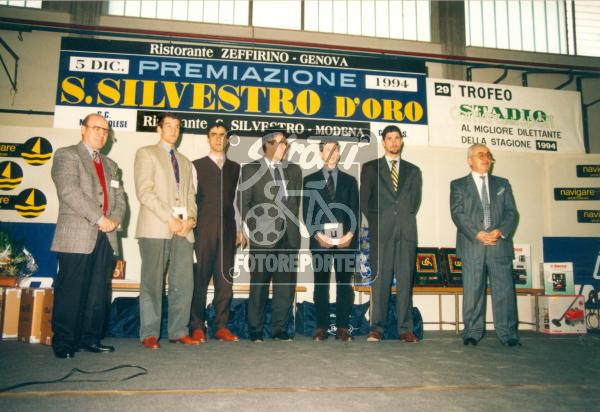 Ristorante ZEFFIRINO - GENOVA
5 DIC. PREMIAZIONE 1994
S.SILVESTRO D'ORO
Ristorante S. SILVESTRO - MODENA
29° TROFEO
STADIO
AL MIGLIORE DILETTANTE
DELLA STAGIONE 1994
navigare
FOTOREPORTER